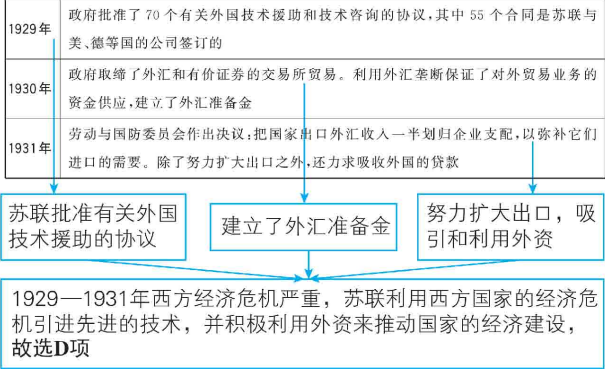 1929年
政府批准了70个有关外国技术援助和技术咨询的协议,其中55个合同是苏联与
美、德等国的公司签订的
1930年
政府取缔了外汇和有价证券的交易所贸易。利用外汇垄断保证了对外贸易业务的
资金供应,建立了外汇准备金
1931年
劳动与国防委员会作出决议:把国家出口外汇收入一半划归企业支配,以弥补它们
进口的需要。除了努力扩大出口之外,还力求吸收外国的贷款
苏联批准有关外国
技术援助的协议
建立了外汇准备金
努力扩大出口，吸
引和利用外资
1929—1931年西方经济危机严重，苏联利用西方国家的经济危
机引进先进的技术，并积极利用外资来推动国家的经济建设，
故选D项